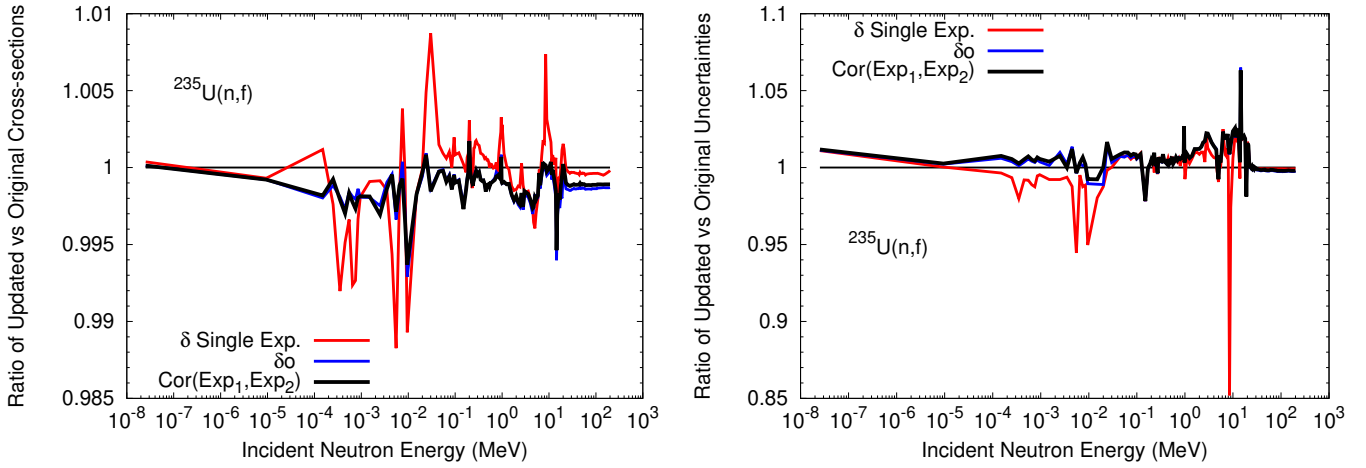 Ratio of Updated vs Original Cross-sections
1.01
1.005
1
0.995
0.99
0.985
²³⁵U(n,f)
δ Single Exp.
δo
Cor(Exp₁,Exp₂)
10⁻⁸ 10⁻⁷ 10⁻⁶ 10⁻⁵ 10⁻⁴ 10⁻³ 10⁻² 10⁻¹ 10⁰ 10¹ 10² 10³
Incident Neutron Energy (MeV)
Ratio of Updated vs Original Uncertainties
1.1
1.05
1
0.95
0.9
0.85
δ Single Exp.
δo
Cor(Exp₁,Exp₂)
²³⁵U(n,f)
10⁻⁸ 10⁻⁷ 10⁻⁶ 10⁻⁵ 10⁻⁴ 10⁻³ 10⁻² 10⁻¹ 10⁰ 10¹ 10² 10³
Incident Neutron Energy (MeV)